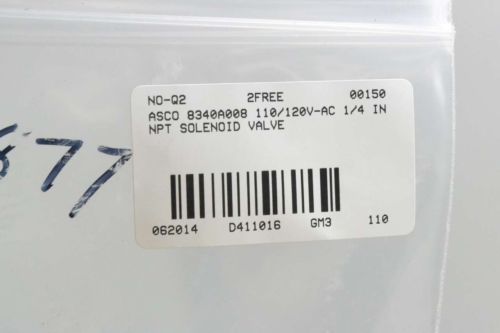 NO-Q2 2FREE 00150
ASCO 8340A008 110/120V-AC 1/4 IN
NPT SOLENOID VALVE
062014 D411016 GM3 110
77